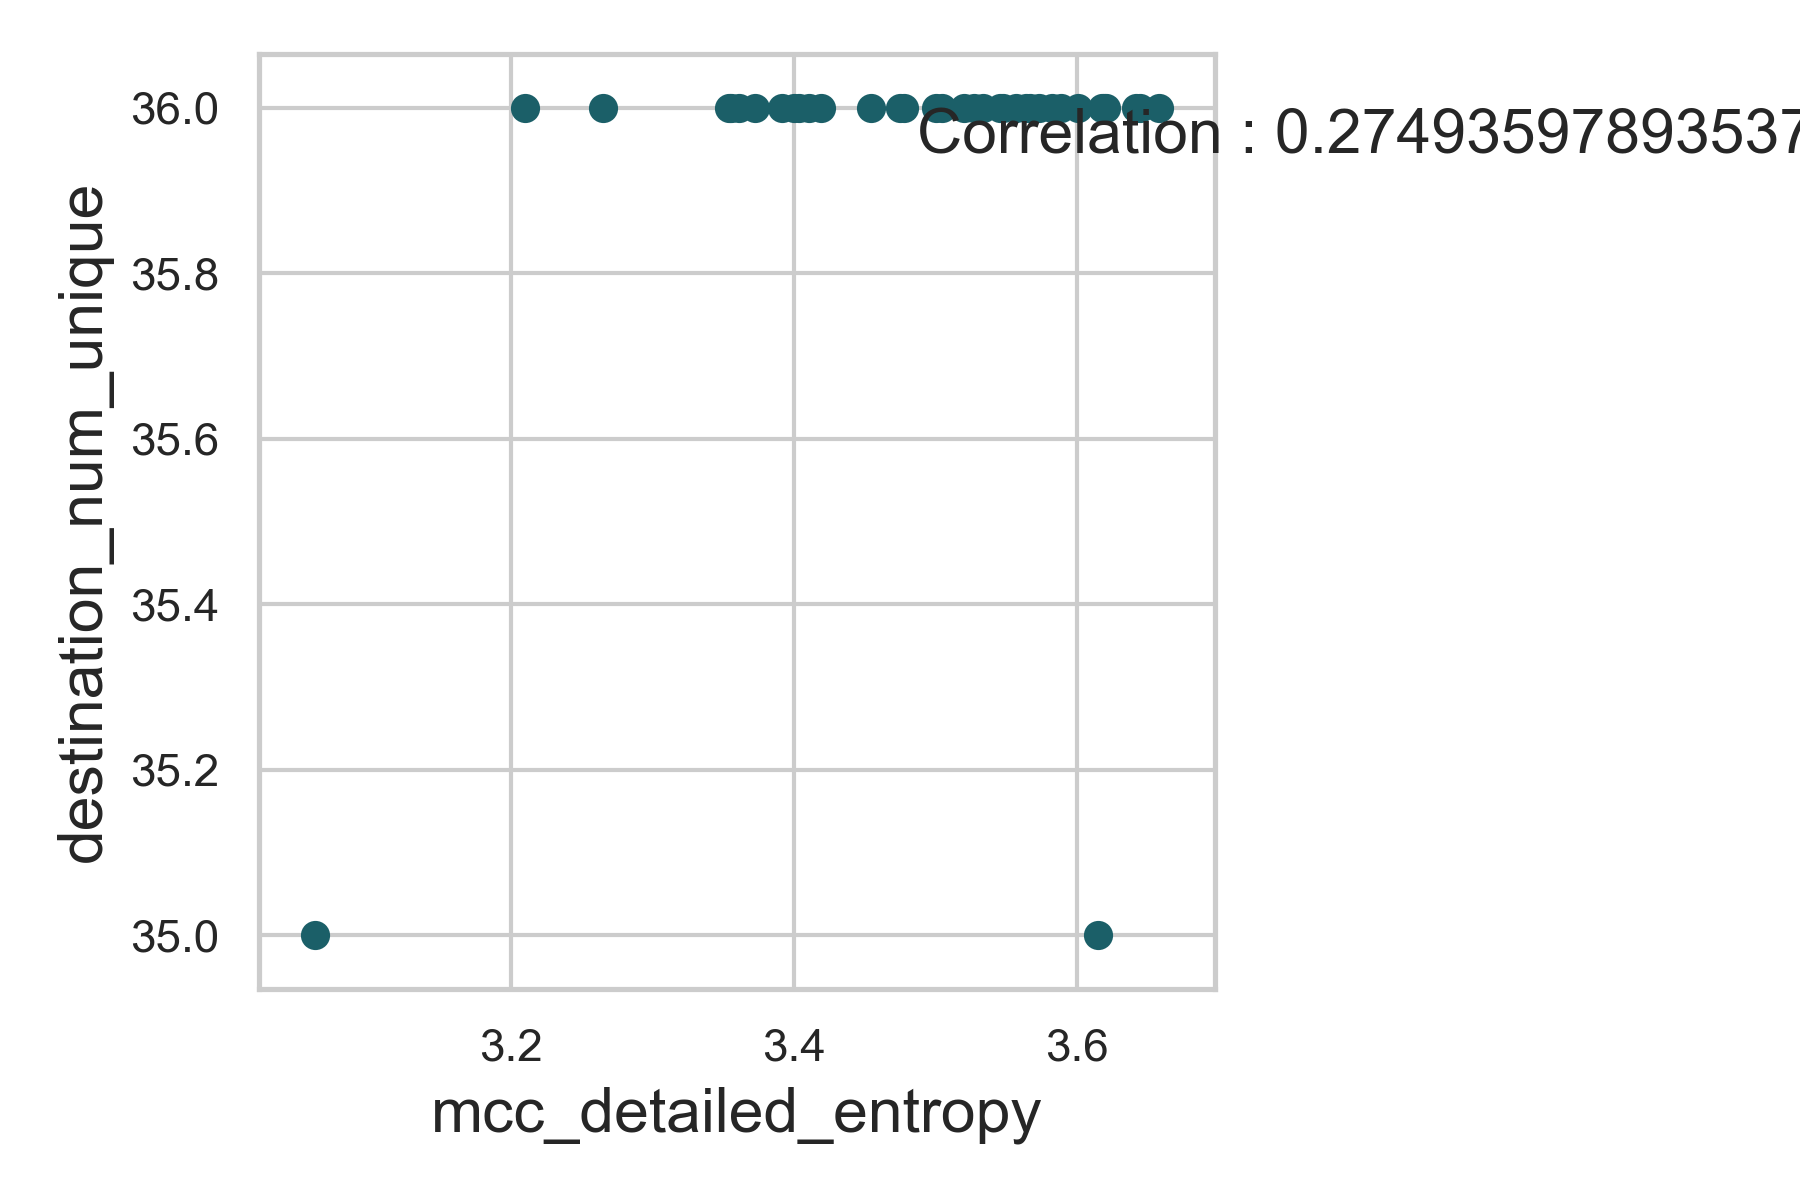 36.0
Correlation : 0.27493597893537
35.8
35.6
35.4
35.2
35.0
destination_num_unique
3.2 3.4 3.6
mcc_detailed_entropy